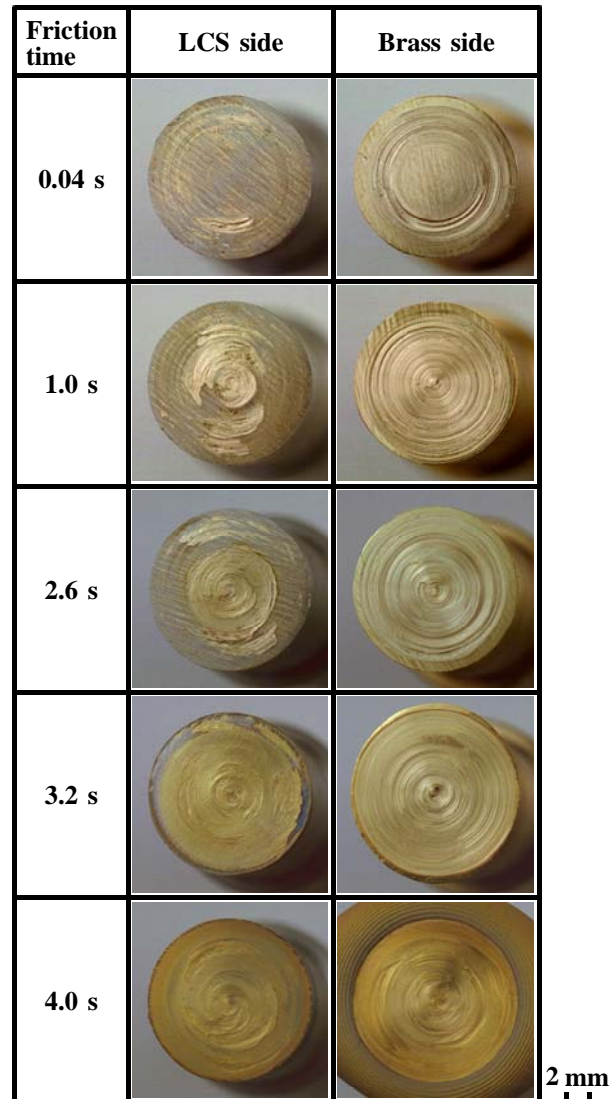 Friction
time
LCS side
Brass side
0.04 s
1.0 s
2.6 s
3.2 s
4.0 s
2 mm